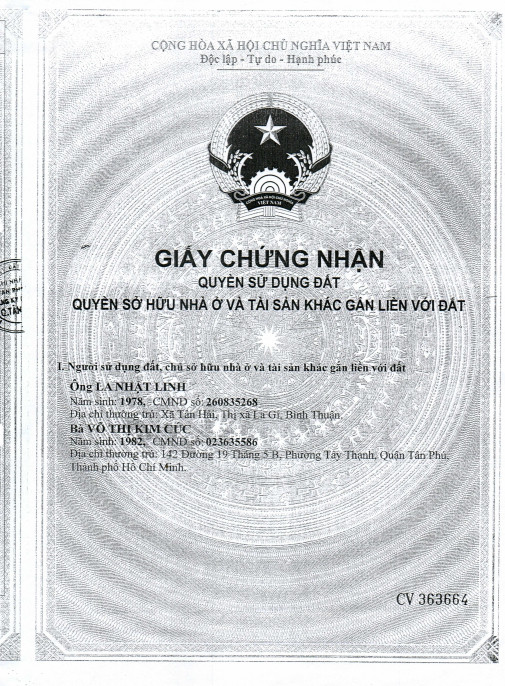 CỘNG HÒA XÃ HỘI CHỦ NGHĨA VIỆT NAM
Độc lập - Tự do - Hạnh phúc
CỘNG HÒA XÃ HỘI CHỦ NGHĨA
VIỆT NAM
GIẤY CHỨNG NHẬN
QUYỀN SỬ DỤNG ĐẤT
QUYỀN SỞ HỮU NHÀ Ở VÀ TÀI SẢN KHÁC GẮN LIỀN VỚI ĐẤT
I. Người sử dụng đất, chủ sở hữu nhà ở và tài sản khác gắn liền với đất
Ông LA NHẬT LINH
Năm sinh: 1978, CMND số: 260835268
Địa chỉ thường trú: Xã Tân Hải, Thị xã La Gi, Bình Thuận.
Bà VÕ THỊ KIM CÚC
Năm sinh: 1982, CMND số: 023635586
Địa chỉ thường trú: 142 Đường 19 Tháng 5 B, Phường Tây Thạnh, Quận Tân Phú,
Thành phố Hồ Chí Minh.
CV 363664